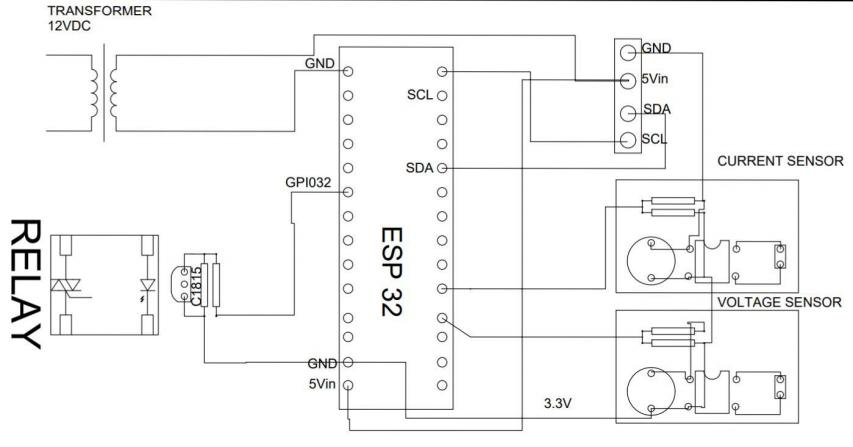 TRANSFORMER
12VDC
GND
GND
5Vin
SCL
SDA
SCL
CURRENT SENSOR
SDA
GPI032
RELAY
C1815
ESP 32
VOLTAGE SENSOR
GND
5Vin
3.3V